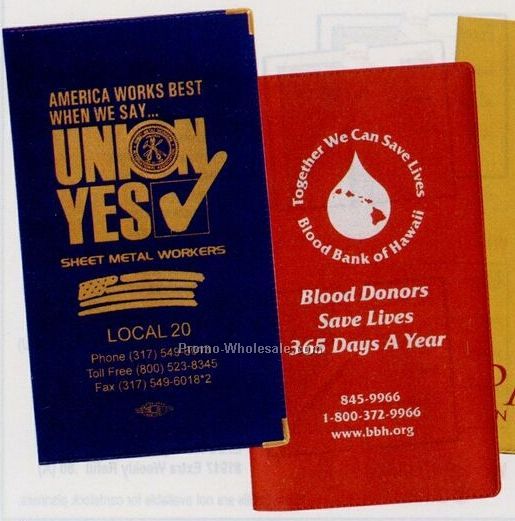 AMERICA WORKS BEST
WHEN WE SAY...
UNION
YES
SHEET METAL WORKERS
LOCAL 20
Phone (317) 549-
Toll Free (800) 523-8345
Fax (317) 549-6018*2
Together We Can Save Lives
Blood Bank of Hawaii
Blood Donors
Save Lives
365 Days A Year
845-9966
1-800-372-9966
www.bbh.org
Promo-Wholesale.com